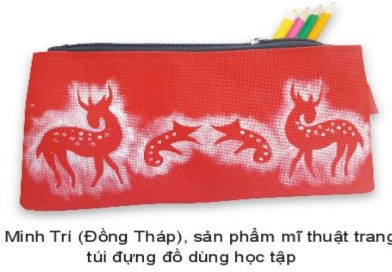 Minh Trí (Đồng Tháp), sản phẩm mĩ thuật trang
túi đựng đồ dùng học tập